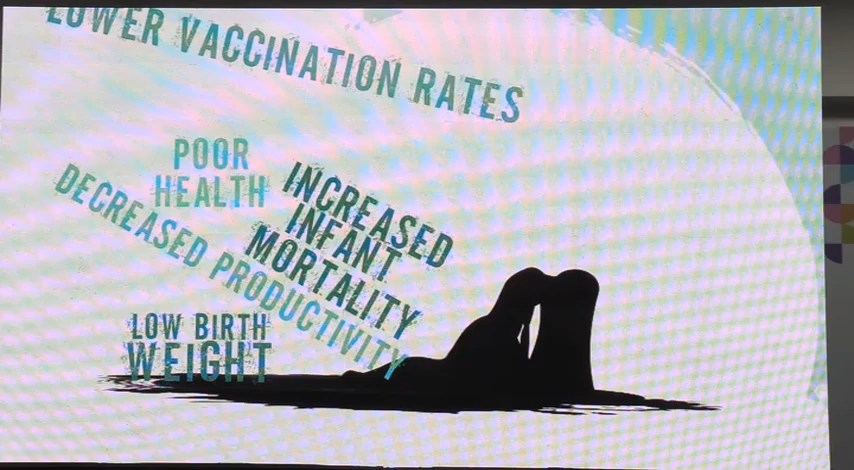 LOWER VACCINATION RATES
POOR
HEALTH
INCREASED
INFANT
MORTALITY
DECREASED PRODUCTIVITY
LOW BIRTH
WEIGHT